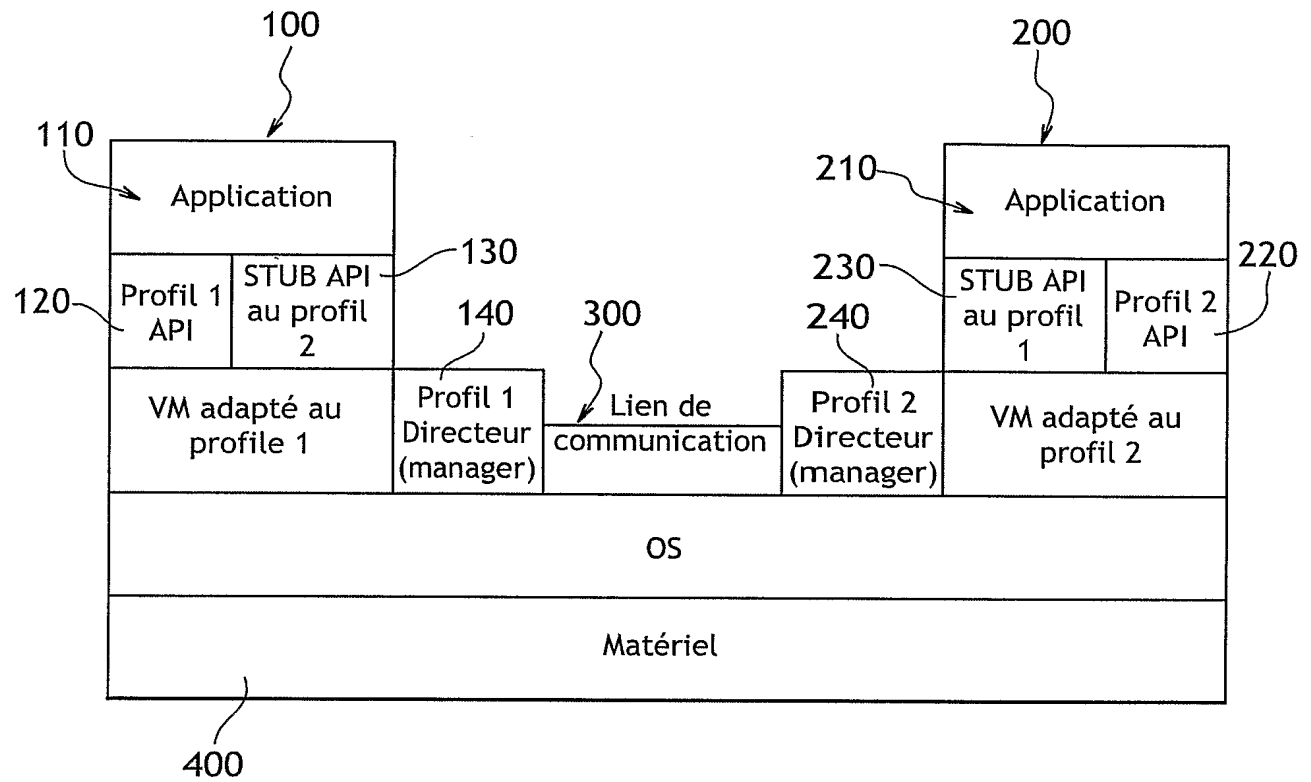 100
200
110
Application
210
Application
120
Profil 1
API
STUB API
au profil
2
130
140
300
230
240
STUB API
au profil
1
Profil 2
API
220
VM adapté au
profile 1
Profil 1
Directeur
(manager)
Lien de
communication
Profil 2
Directeur
(manager)
VM adapté au
profil 2
OS
Matériel
400